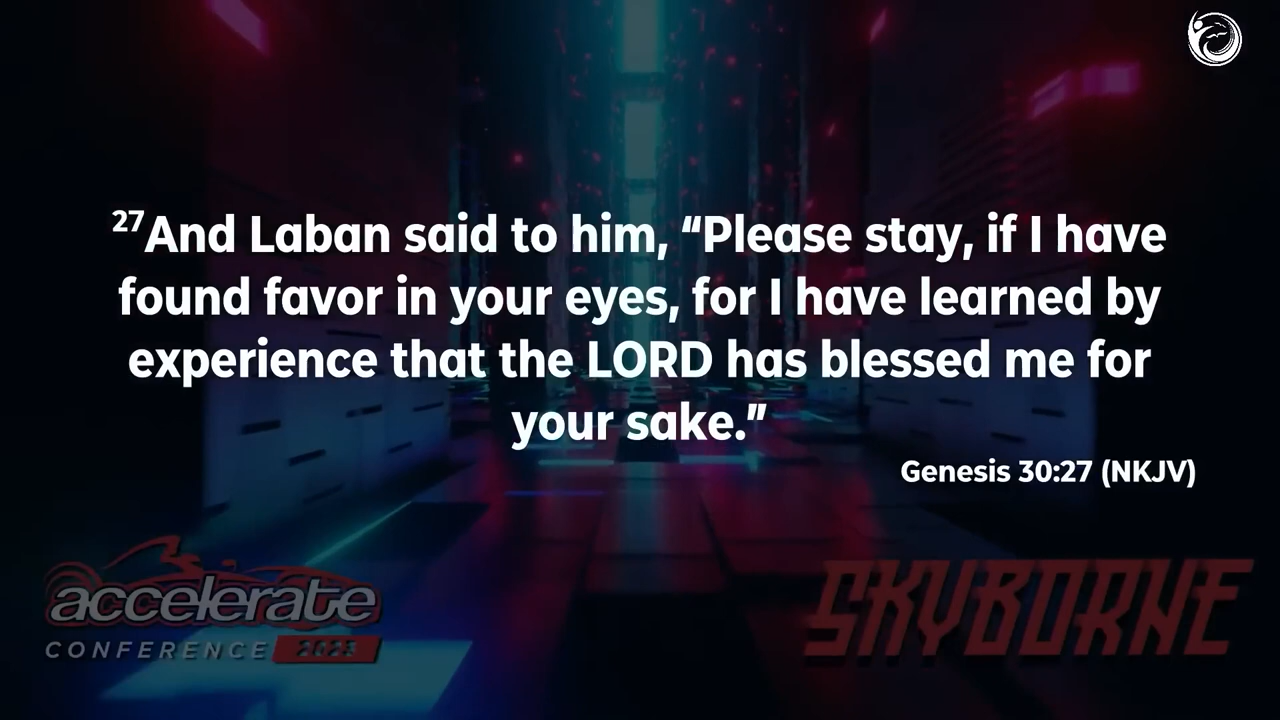 27And Laban said to him, “Please stay, if I have
found favor in your eyes, for I have learned by
experience that the LORD has blessed me for
your sake.”
Genesis 30:27 (NKJV)
accelerate
CONFERENCE 2023
SKYBORNE